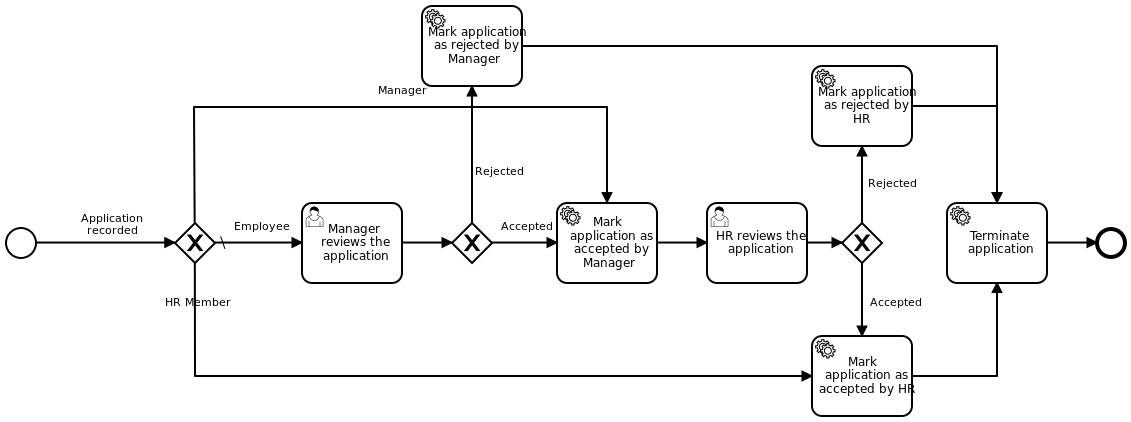 Mark application
as rejected by
Manager
Manager
Mark application
as rejected by
HR
Rejected
Rejected
Application
recorded
Employee
Manager
reviews the
application
Accepted
Mark
application as
accepted by
Manager
HR reviews the
application
Terminate
application
HR Member
Accepted
Mark
application as
accepted by HR